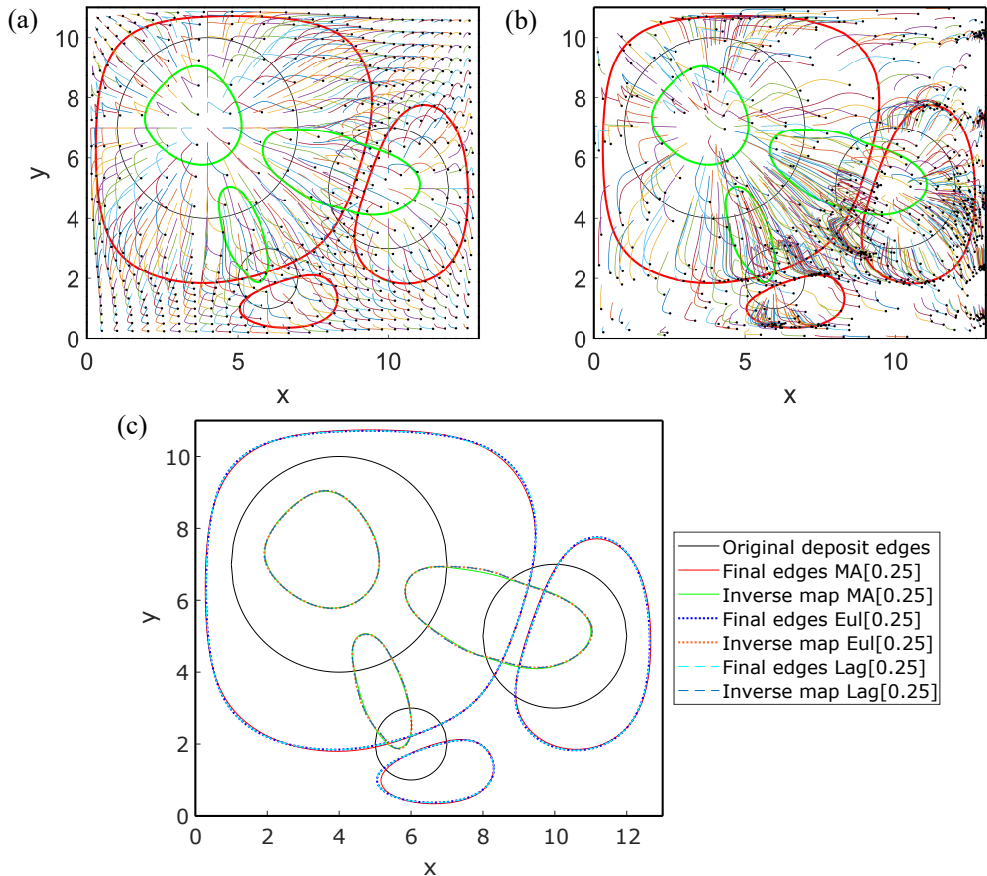 (a)
10
8
6
4
2
0
y
0
5
10
x
(b)
10
8
6
4
2
0
0
5
10
x
(c)
10
8
6
4
2
0
y
0
2
4
6
8
10
12
x
Original deposit edges
Final edges MA[0.25]
Inverse map MA[0.25]
Final edges Eul[0.25]
Inverse map Eul[0.25]
Final edges Lag[0.25]
Inverse map Lag[0.25]